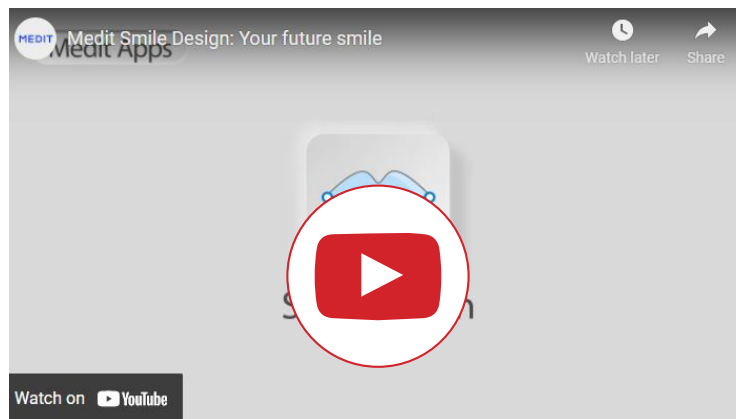 MEDIT
Medit Smile Design: Your future smile
Medit Apps
Watch later
Share
Watch on YouTube